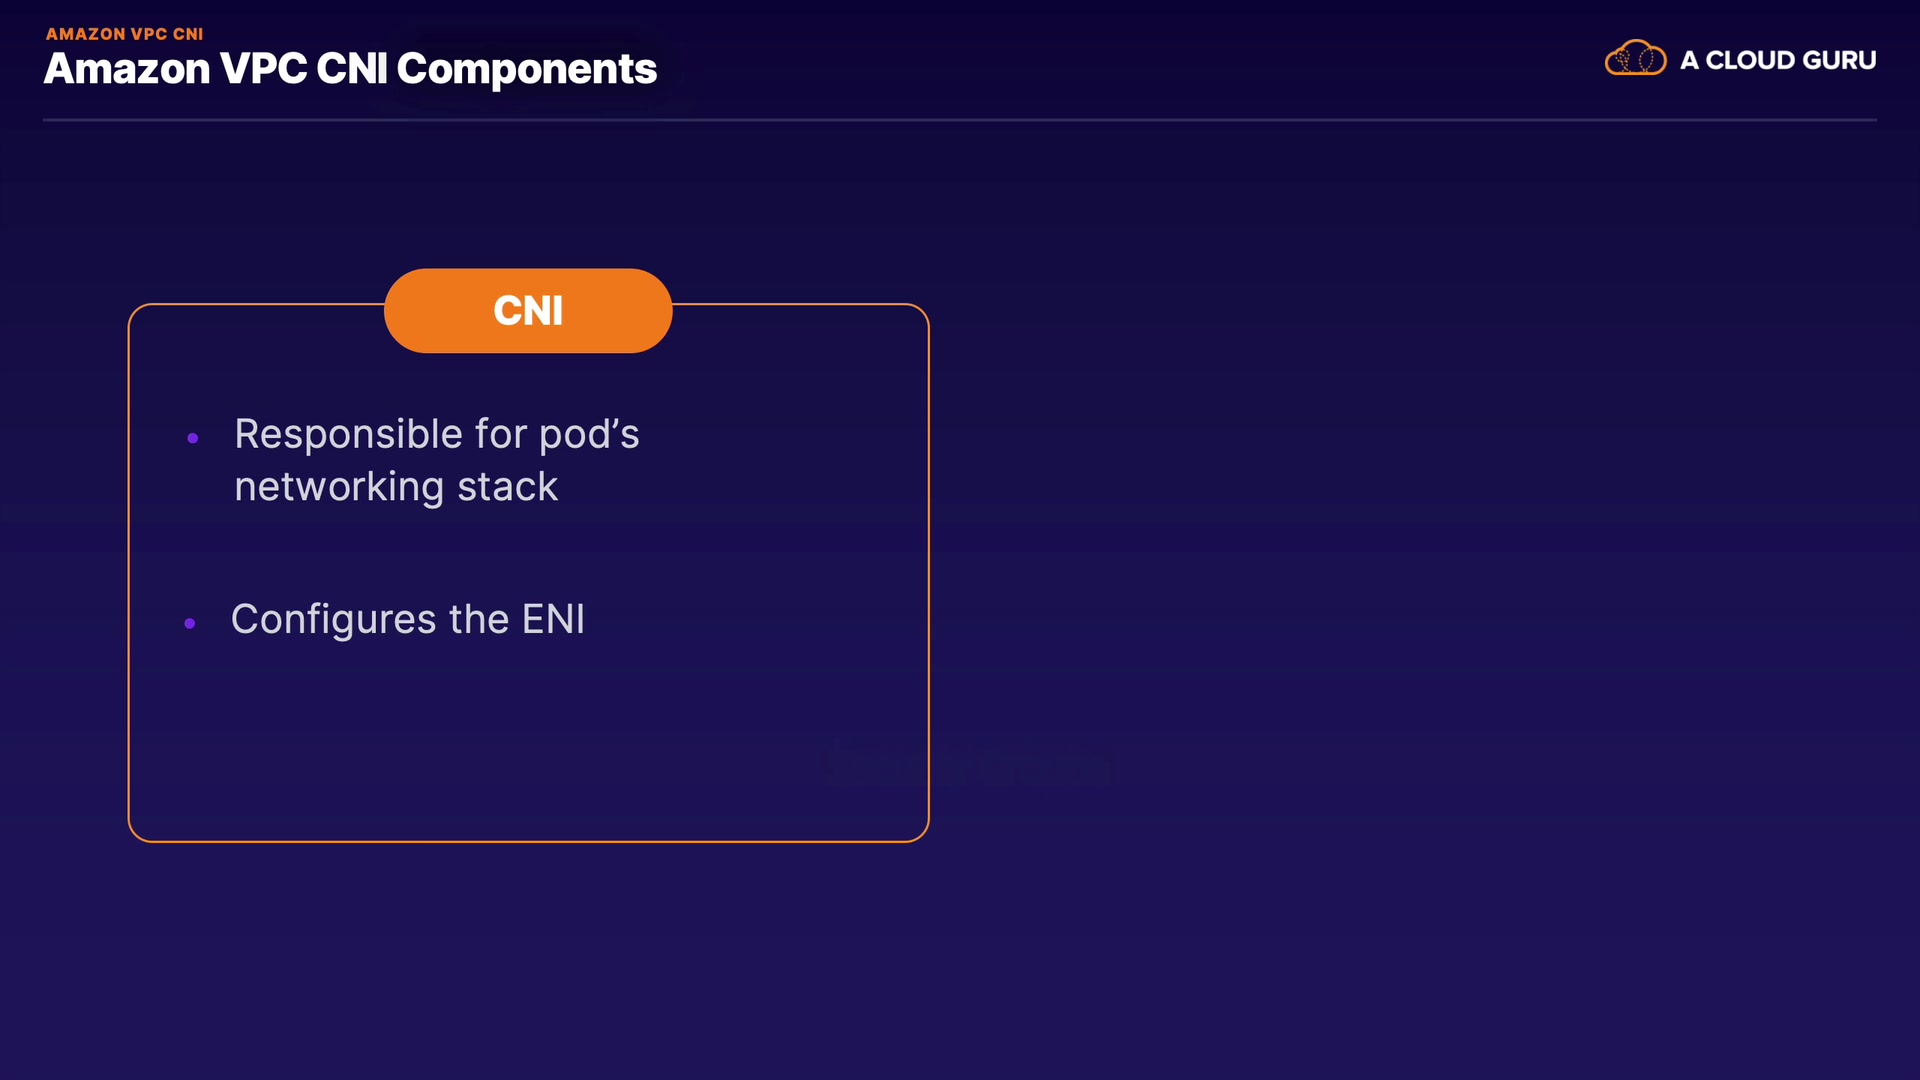 AMAZON VPC CNI
Amazon VPC CNI Components
A CLOUD GURU
CNI
• Responsible for pod’s
networking stack
• Configures the ENI